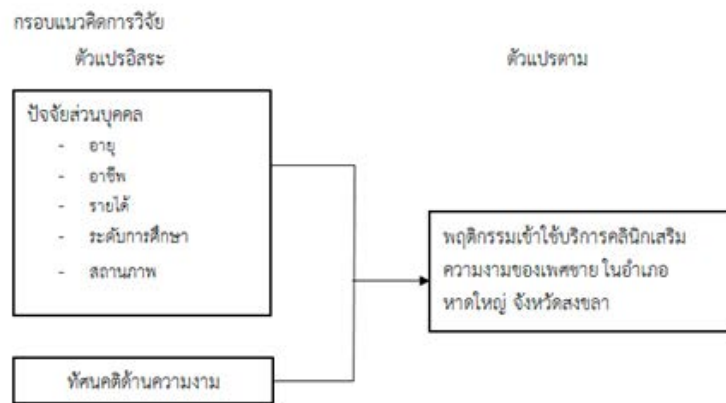 กรอบแนวคิดการวิจัย
ตัวแปรอิสระ
ตัวแปรตาม
ปัจจัยส่วนบุคคล
- อายุ
- อาชีพ
- รายได้
- ระดับการศึกษา
- สถานภาพ
พฤติกรรมเข้าใช้บริการคลินิกเสริม
ความงามของเพศชาย ในอำเภอ
หาดใหญ่ จังหวัดสงขลา
ทัศนคติด้านความงาม